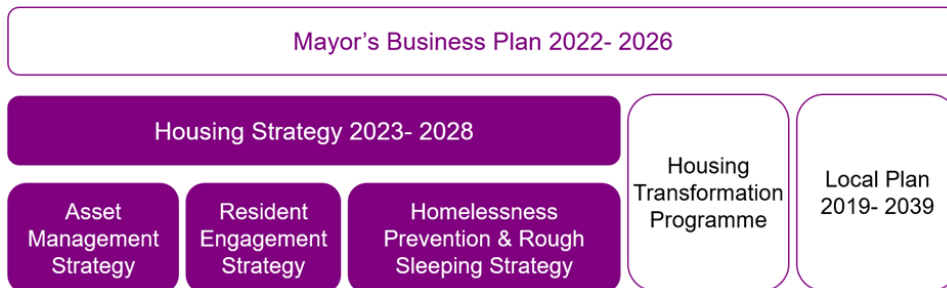 Mayor's Business Plan 2022- 2026
Housing Strategy 2023- 2028
Asset
Management
Strategy
Resident
Engagement
Strategy
Homelessness
Prevention & Rough
Sleeping Strategy
Housing
Transformation
Programme
Local Plan
2019- 2039